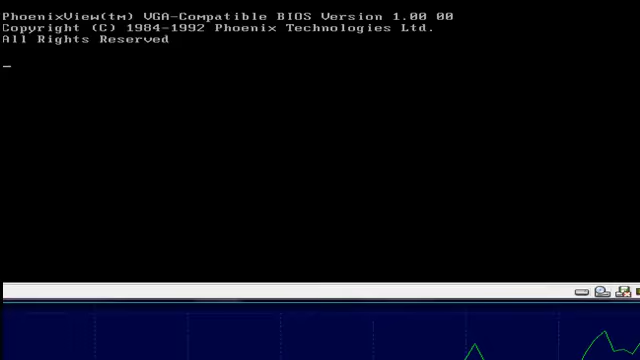 PhoenixView(tm) VGA-Compatible BIOS Version 1.00 00
Copyright (C) 1984-1992 Phoenix Technologies Ltd.
All Rights Reserved